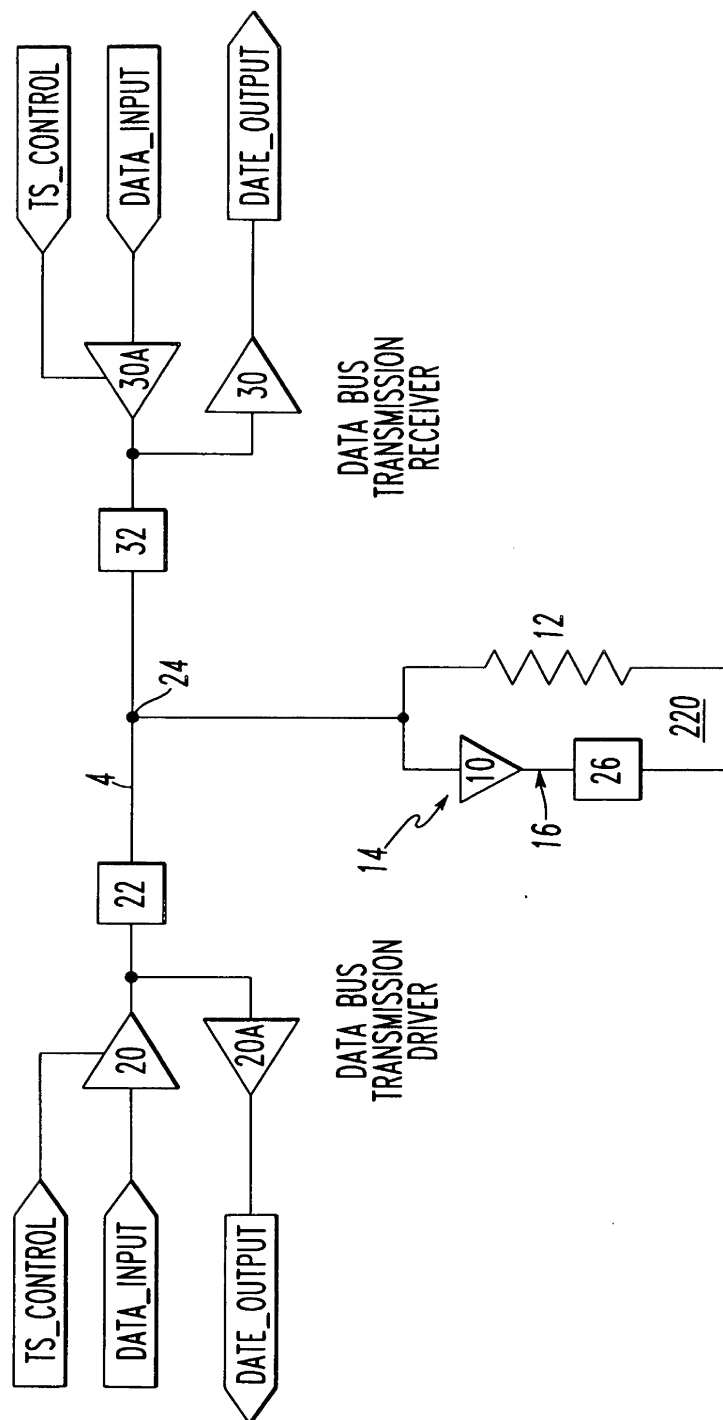 TS_CONTROL
DATA_INPUT
DATE_OUTPUT
20
20A
22
4
24
32
30A
30
TS_CONTROL
DATA_INPUT
DATE_OUTPUT
DATA BUS
TRANSMISSION
DRIVER
DATA BUS
TRANSMISSION
RECEIVER
14
10
16
26
12
220